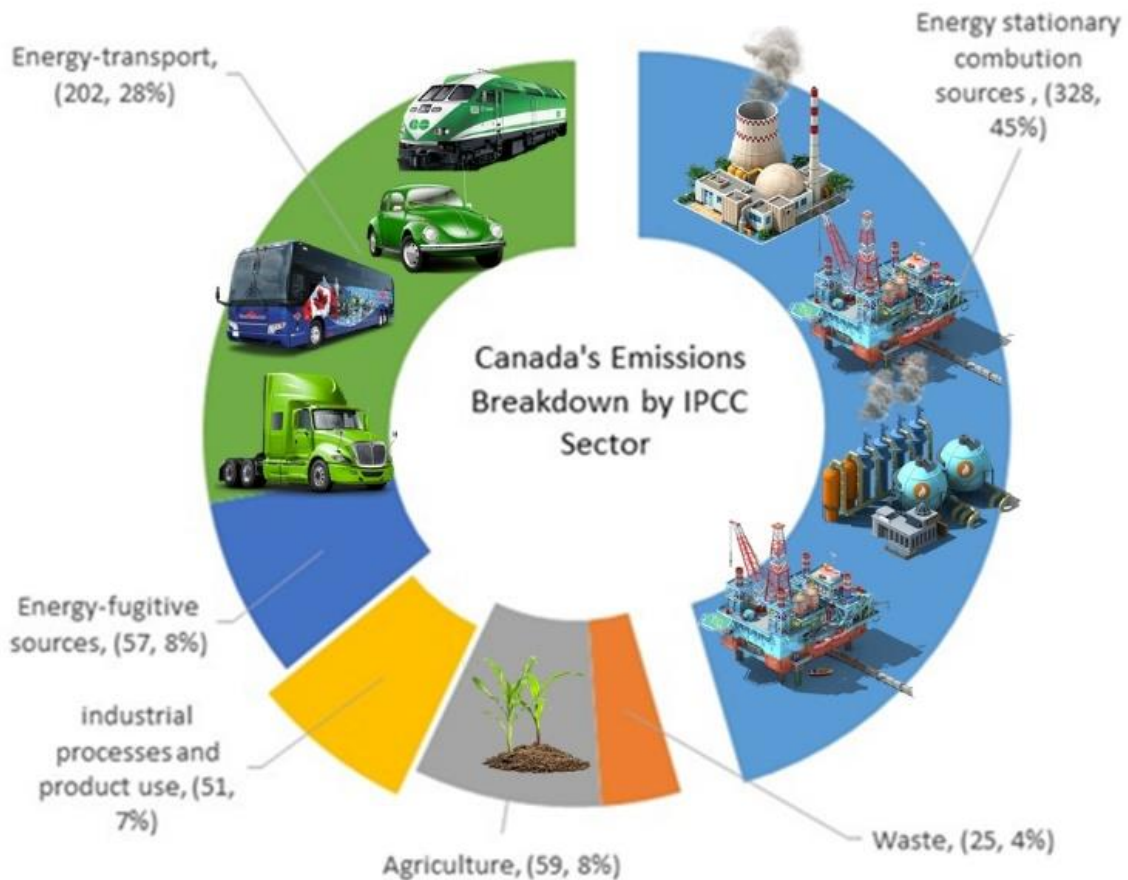 Energy-transport,
(202, 28%)
Energy stationary
combution
sources , (328,
45%)
Canada's Emissions
Breakdown by IPCC
Sector
Energy-fugitive
sources, (57, 8%)
industrial
processes and
product use, (51,
7%)
Agriculture, (59, 8%)
Waste, (25, 4%)